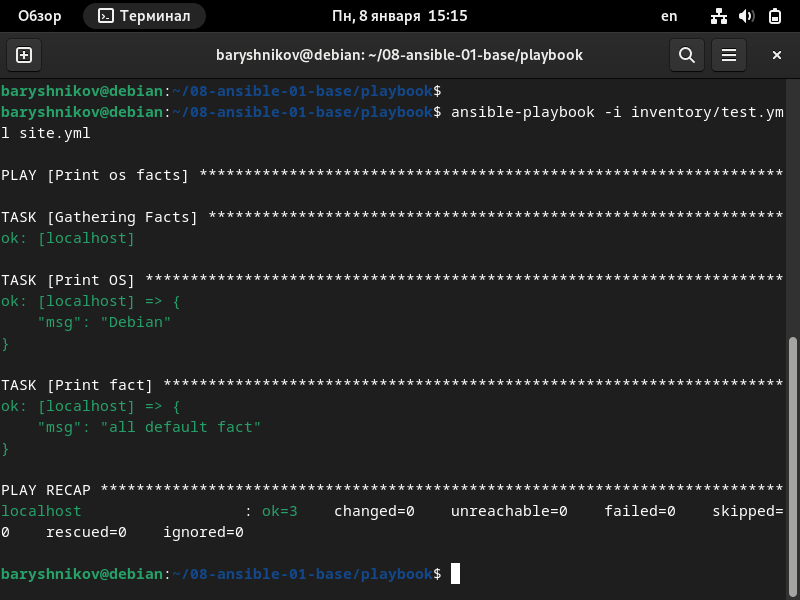 Обзор Терминал Пн, 8 января 15:15 en
baryshnikov@debian: ~/08-ansible-01-base/playbook
baryshnikov@debian:~/08-ansible-01-base/playbook$
baryshnikov@debian:~/08-ansible-01-base/playbook$ ansible-playbook -i inventory/test.ym
l site.yml
PLAY [Print os facts] *****************************************************************
TASK [Gathering Facts] ****************************************************************
ok: [localhost]
TASK [Print OS] ***********************************************************************
ok: [localhost] => {
    "msg": "Debian"
}
TASK [Print fact] *********************************************************************
ok: [localhost] => {
    "msg": "all default fact"
}
PLAY RECAP ****************************************************************************
localhost                  : ok=3    changed=0    unreachable=0    failed=0    skipped=
0    rescued=0    ignored=0
baryshnikov@debian:~/08-ansible-01-base/playbook$